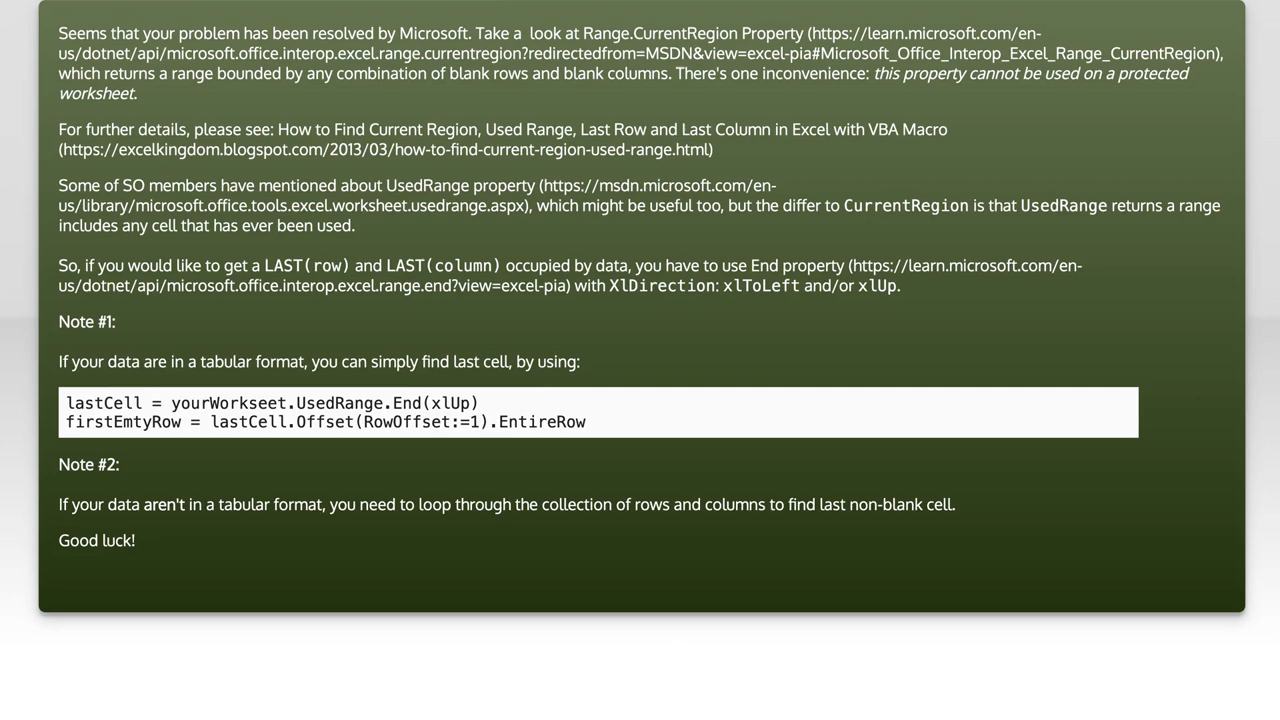 Seems that your problem has been resolved by Microsoft. Take a look at Range.CurrentRegion Property (https://learn.microsoft.com/en-
us/dotnet/api/microsoft.office.interop.excel.range.currentregion?redirectedfrom=MSDN&view=excel-pia#Microsoft_Office_Interop_Excel_Range_CurrentRegion),
which returns a range bounded by any combination of blank rows and blank columns. There's one inconvenience: this property cannot be used on a protected
worksheet.
For further details, please see: How to Find Current Region, Used Range, Last Row and Last Column in Excel with VBA Macro
(https://excelkingdom.blogspot.com/2013/03/how-to-find-current-region-used-range.html)
Some of SO members have mentioned about UsedRange property (https://msdn.microsoft.com/en-
us/library/microsoft.office.tools.excel.worksheet.usedrange.aspx), which might be useful too, but the differ to CurrentRegion is that UsedRange returns a range
includes any cell that has ever been used.
So, if you would like to get a LAST(row) and LAST(column) occupied by data, you have to use End property (https://learn.microsoft.com/en-
us/dotnet/api/microsoft.office.interop.excel.range.end?view=excel-pia) with XlDirection: xlToLeft and/or xlUp.
Note #1:
If your data are in a tabular format, you can simply find last cell, by using:
lastCell = yourWorkseet.UsedRange.End(xlUp)
firstEmtyRow = lastCell.Offset(RowOffset:=1).EntireRow
Note #2:
If your data aren't in a tabular format, you need to loop through the collection of rows and columns to find last non-blank cell.
Good luck!